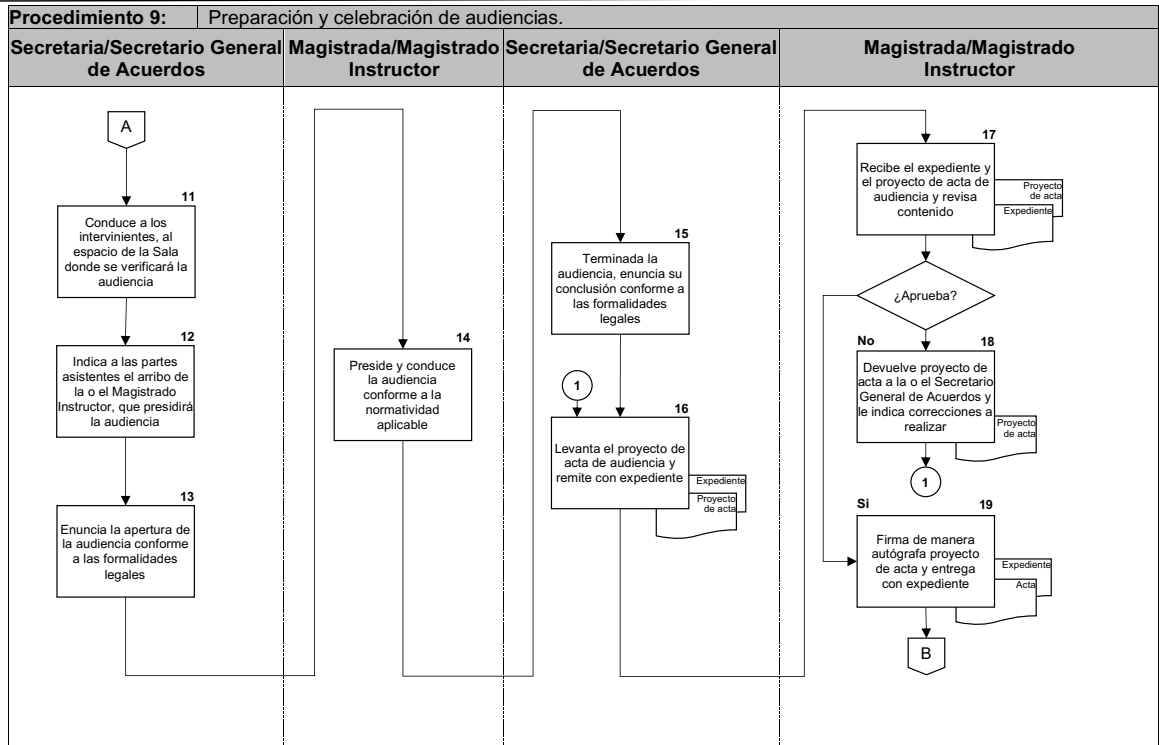 Procedimiento 9: Preparación y celebración de audiencias.
Secretaria/Secretario General
de Acuerdos
Magistrada/Magistrado
Instructor
Secretaria/Secretario General
de Acuerdos
Magistrada/Magistrado
Instructor
A
11
Conduce a los
intervinientes, al
espacio de la Sala
donde se verificará la
audiencia
12
Indica a las partes
asistentes el arribo de
la o el Magistrado
Instructor, que presidirá
la audiencia
13
Enuncia la apertura de
la audiencia conforme
a las formalidades
legales
14
Preside y conduce
la audiencia
conforme a la
normatividad
aplicable
15
Terminada la
audiencia, enuncia su
conclusión conforme a
las formalidades
legales
1
16
Levanta el proyecto de
acta de audiencia y
remite con expediente
Expediente
Proyecto
de acta
17
Recibe el expediente y
el proyecto de acta de
audiencia y revisa
contenido
Proyecto
de acta
Expediente
¿Aprueba?
No
18
Devuelve proyecto de
acta a la o el Secretario
General de Acuerdos y
le indica correcciones a
realizar
Proyecto
de acta
1
Si
19
Firma de manera
autógrafa proyecto
de acta y entrega
con expediente
Expediente
Acta
B